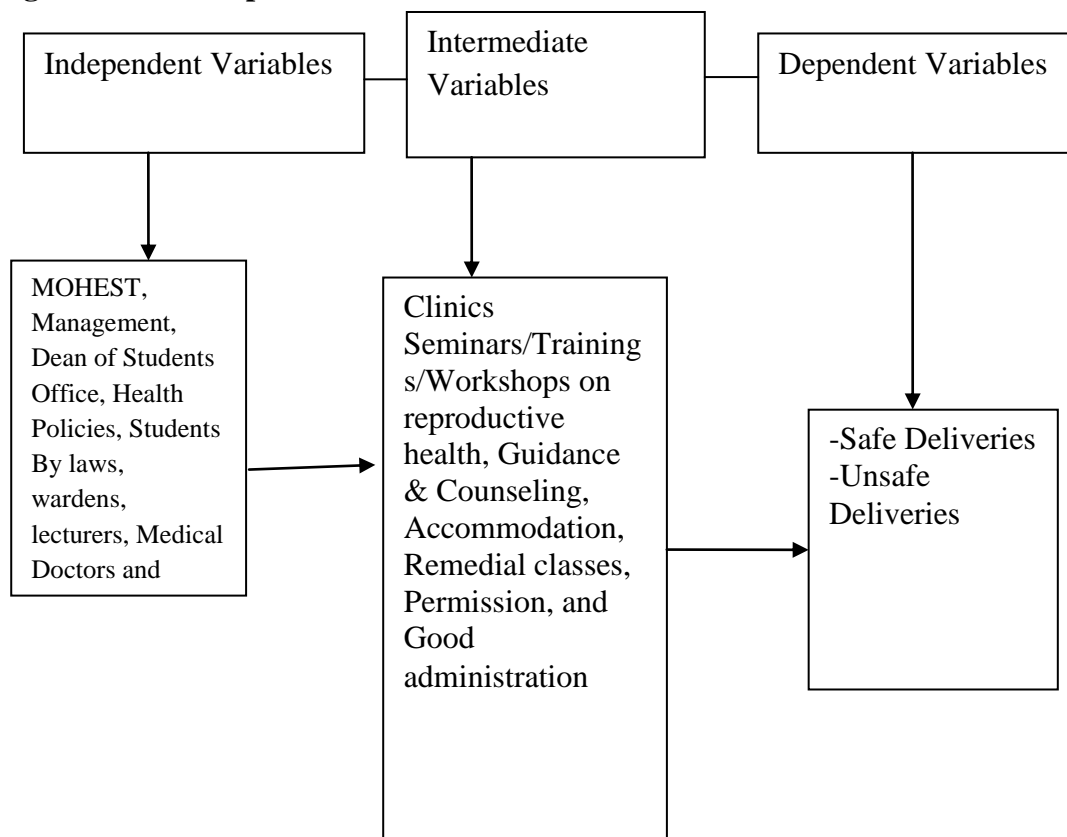 Independent Variables
Intermediate
Variables
Dependent Variables
MOHEST,
Management,
Dean of Students
Office, Health
Policies, Students
By laws,
wardens,
lecturers, Medical
Doctors and
Clinics
Seminars/Training
s/Workshops on
reproductive
health, Guidance
& Counseling,
Accommodation,
Remedial classes,
Permission, and
Good
administration
-Safe Deliveries
-Unsafe
Deliveries